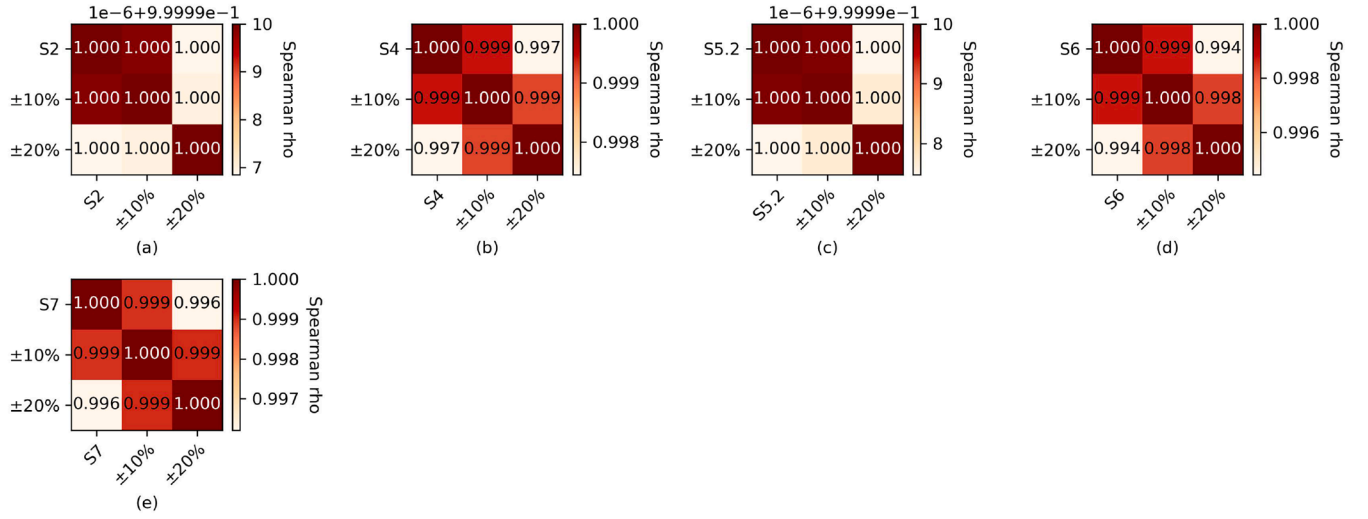 1e-6+9.9999e-1
S2 1.000 1.000 1.000
±10% 1.000 1.000 1.000
±20% 1.000 1.000 1.000
S2 ±10% ±20%
10
9
8
7
Spearman rho
(a)
S4 1.000 0.999 0.997
±10% 0.999 1.000 0.999
±20% 0.997 0.999 1.000
S4 ±10% ±20%
1.000
0.999
0.998
Spearman rho
(b)
1e-6+9.9999e-1
S5.2 1.000 1.000 1.000
±10% 1.000 1.000 1.000
±20% 1.000 1.000 1.000
S5.2 ±10% ±20%
10
9
8
Spearman rho
(c)
S6 1.000 0.999 0.994
±10% 0.999 1.000 0.998
±20% 0.994 0.998 1.000
S6 ±10% ±20%
1.000
0.998
0.996
Spearman rho
(d)
S7 1.000 0.999 0.996
±10% 0.999 1.000 0.999
±20% 0.996 0.999 1.000
S7 ±10% ±20%
1.000
0.999
0.998
0.997
Spearman rho
(e)